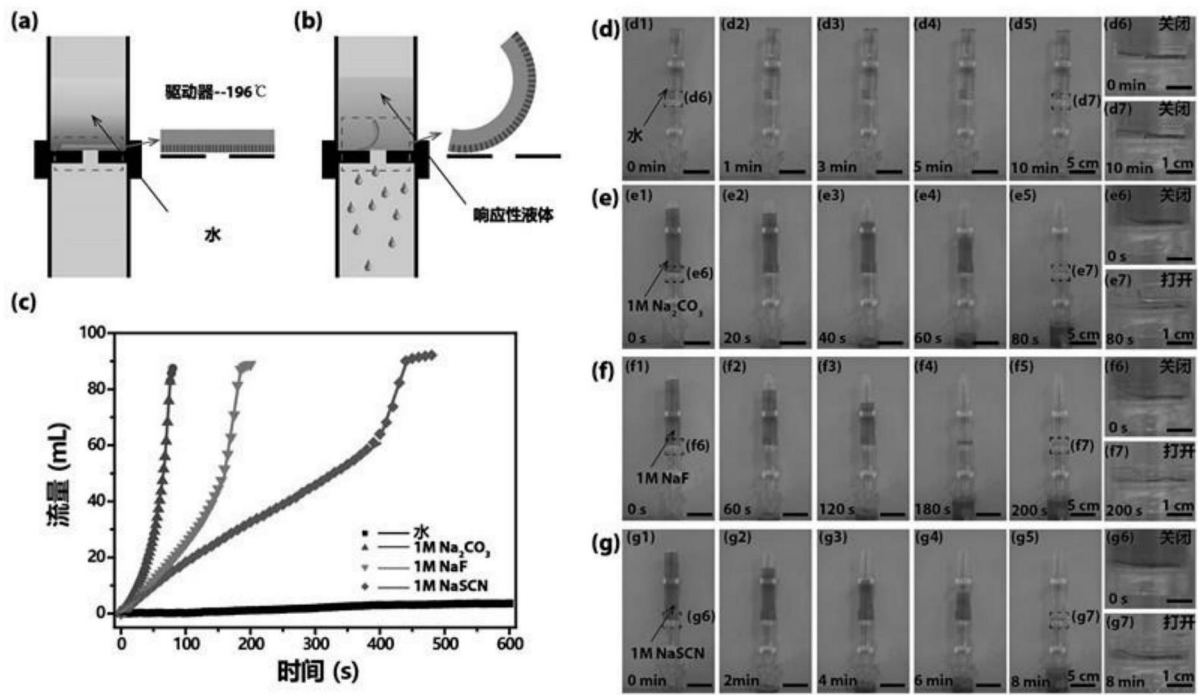 (a)
驱动器--196℃
水
(b)
响应性液体
(c)
流量 (mL)
100
80
60
40
20
0
水
1M Na₂CO₃
1M NaF
1M NaSCN
0 100 200 300 400 500 600
时间 (s)
(d)
(d1) (d2) (d3) (d4) (d5) (d6) 关闭
水 (d6) (d7) 0 min
(d7) 关闭
0 min 1 min 3 min 5 min 10 min 5 cm 10 min 1 cm
(e)
(e1) (e2) (e3) (e4) (e5) (e6) 关闭
(e6) (e7) 0 s
1M Na₂CO₃ (e7) 打开
0 s 20 s 40 s 60 s 80 s 5 cm 80 s 1 cm
(f)
(f1) (f2) (f3) (f4) (f5) (f6) 关闭
(f6) (f7) 0 s
1M NaF (f7) 打开
0 s 60 s 120 s 180 s 200 s 5 cm 200 s 1 cm
(g)
(g1) (g2) (g3) (g4) (g5) (g6) 关闭
(g6) (g7) 0 s
1M NaSCN (g7) 打开
0 min 2min 4 min 6 min 8 min 5 cm 8 min 1 cm